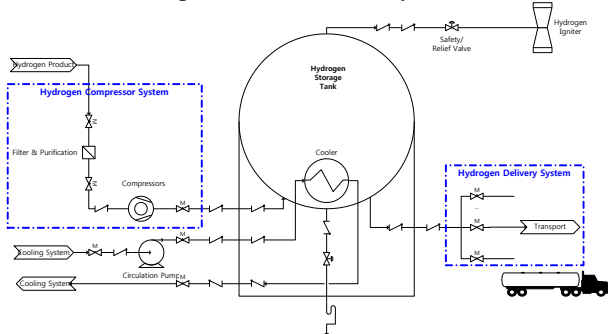 Hydrogen
Igniter
Safety/
Relief Valve
Hydrogen Product
Hydrogen
Storage
Tank
Hydrogen Compressor System
M
Filter & Purification
M
Cooler
Compressors
M
Hydrogen Delivery System
M
M
Transport
M
M
Cooling System
M
Circulation Pump
M
Cooling System